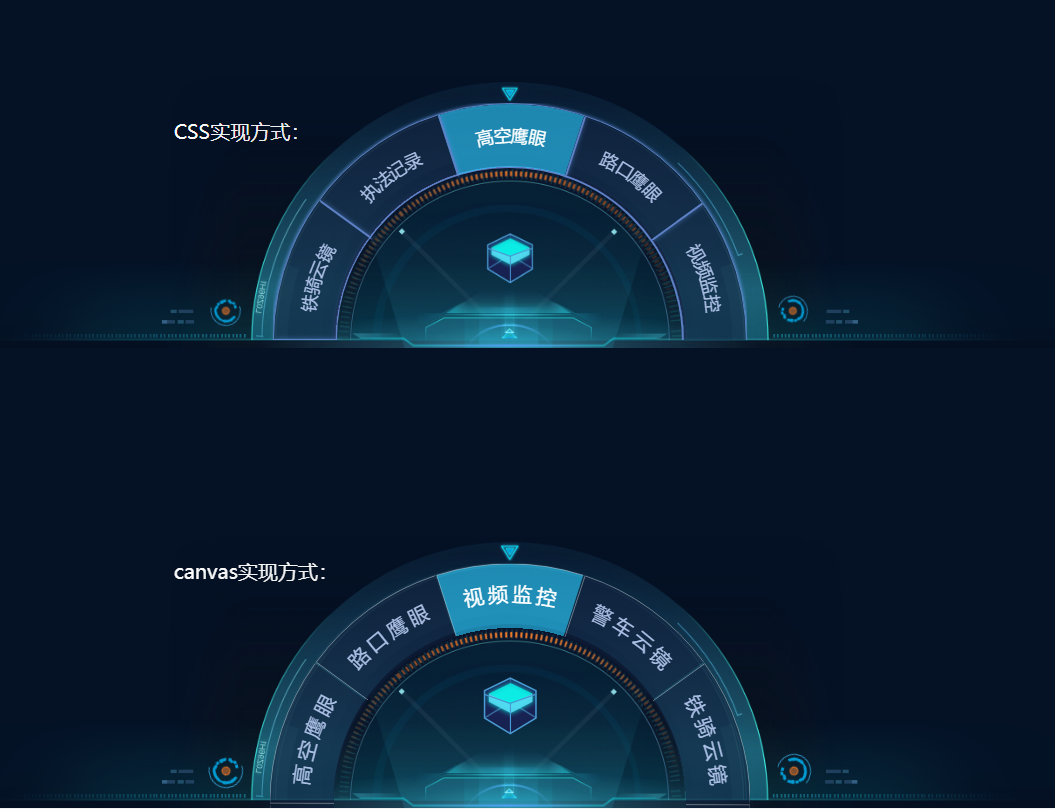 CSS实现方式：
铁骑云镜
执法记录
高空鹰眼
路口鹰眼
视频监控
canvas实现方式：
高空鹰眼
路口鹰眼
视频监控
警车云镜
铁骑云镜